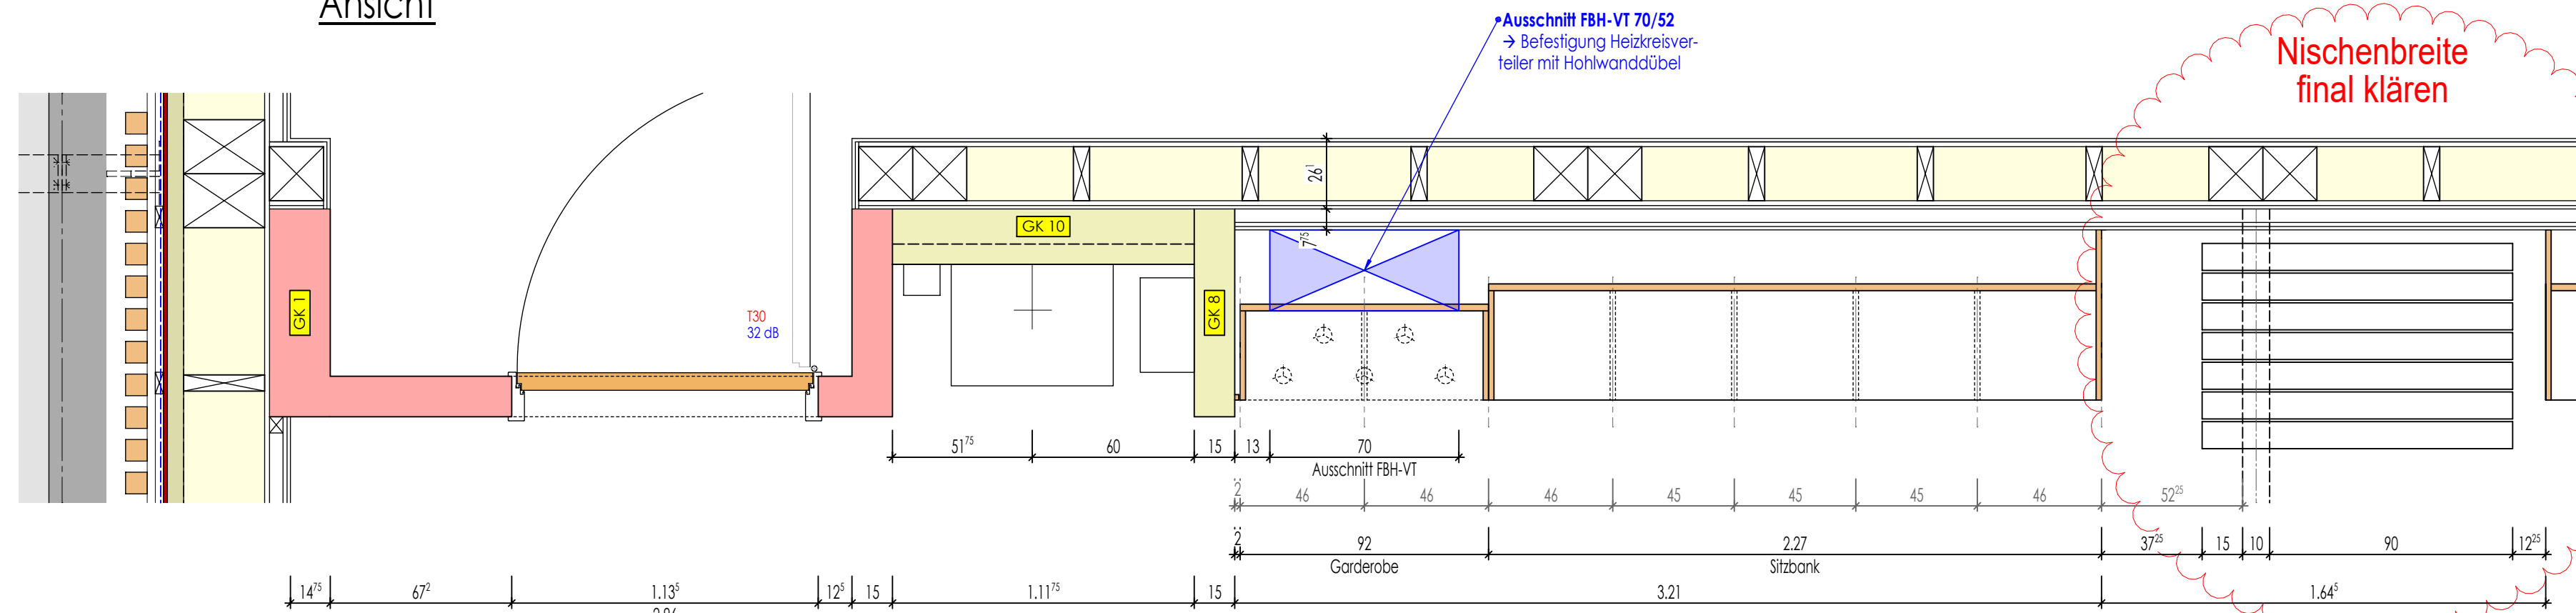 Ansicht
Ausschnitt FBH-VT 70/52
→ Befestigung Heizkreisver-
teiler mit Hohlwanddübel
Nischenbreite
final klären
26¹
GK 10
7⁷⁵
GK 1
GK 8
T30
32 dB
51⁷⁵ 60 15 13 70
Ausschnitt FBH-VT
2 46 46 46 45 45 45 46 52²⁵
2 92 2.27 37²⁵ 15 10 90 12²⁵
Garderobe Sitzbank
14⁷⁵ 67² 1.13⁵ 12⁵ 15 1.11⁷⁵ 15 3.21 1.64⁵